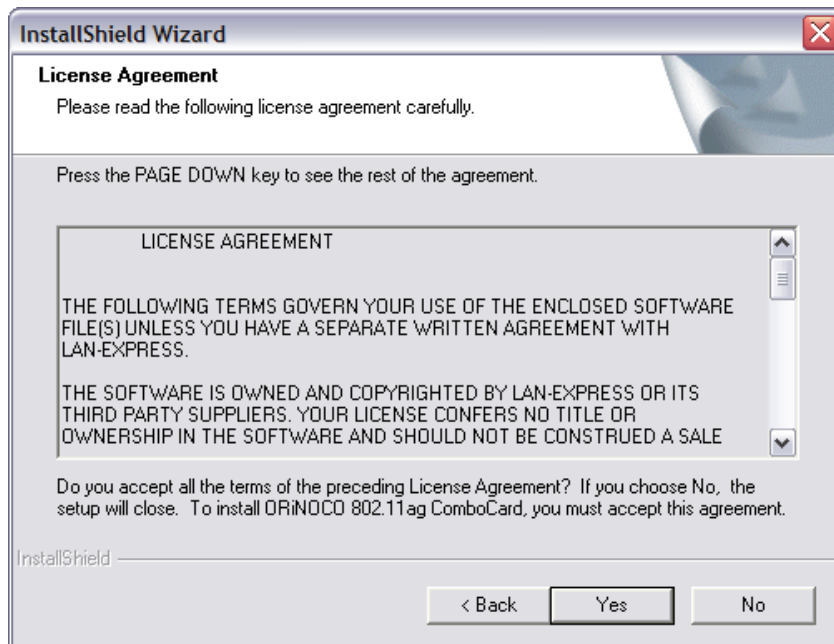 InstallShield Wizard
License Agreement
Please read the following license agreement carefully.
Press the PAGE DOWN key to see the rest of the agreement.
LICENSE AGREEMENT
THE FOLLOWING TERMS GOVERN YOUR USE OF THE ENCLOSED SOFTWARE
FILE(S) UNLESS YOU HAVE A SEPARATE WRITTEN AGREEMENT WITH
LAN-EXPRESS.
THE SOFTWARE IS OWNED AND COPYRIGHTED BY LAN-EXPRESS OR ITS
THIRD PARTY SUPPLIERS. YOUR LICENSE CONFERS NO TITLE OR
OWNERSHIP IN THE SOFTWARE AND SHOULD NOT BE CONSTRUED A SALE
Do you accept all the terms of the preceding License Agreement? If you choose No, the
setup will close. To install ORiNOCO 802.11ag ComboCard, you must accept this agreement.
InstallShield
< Back
Yes
No